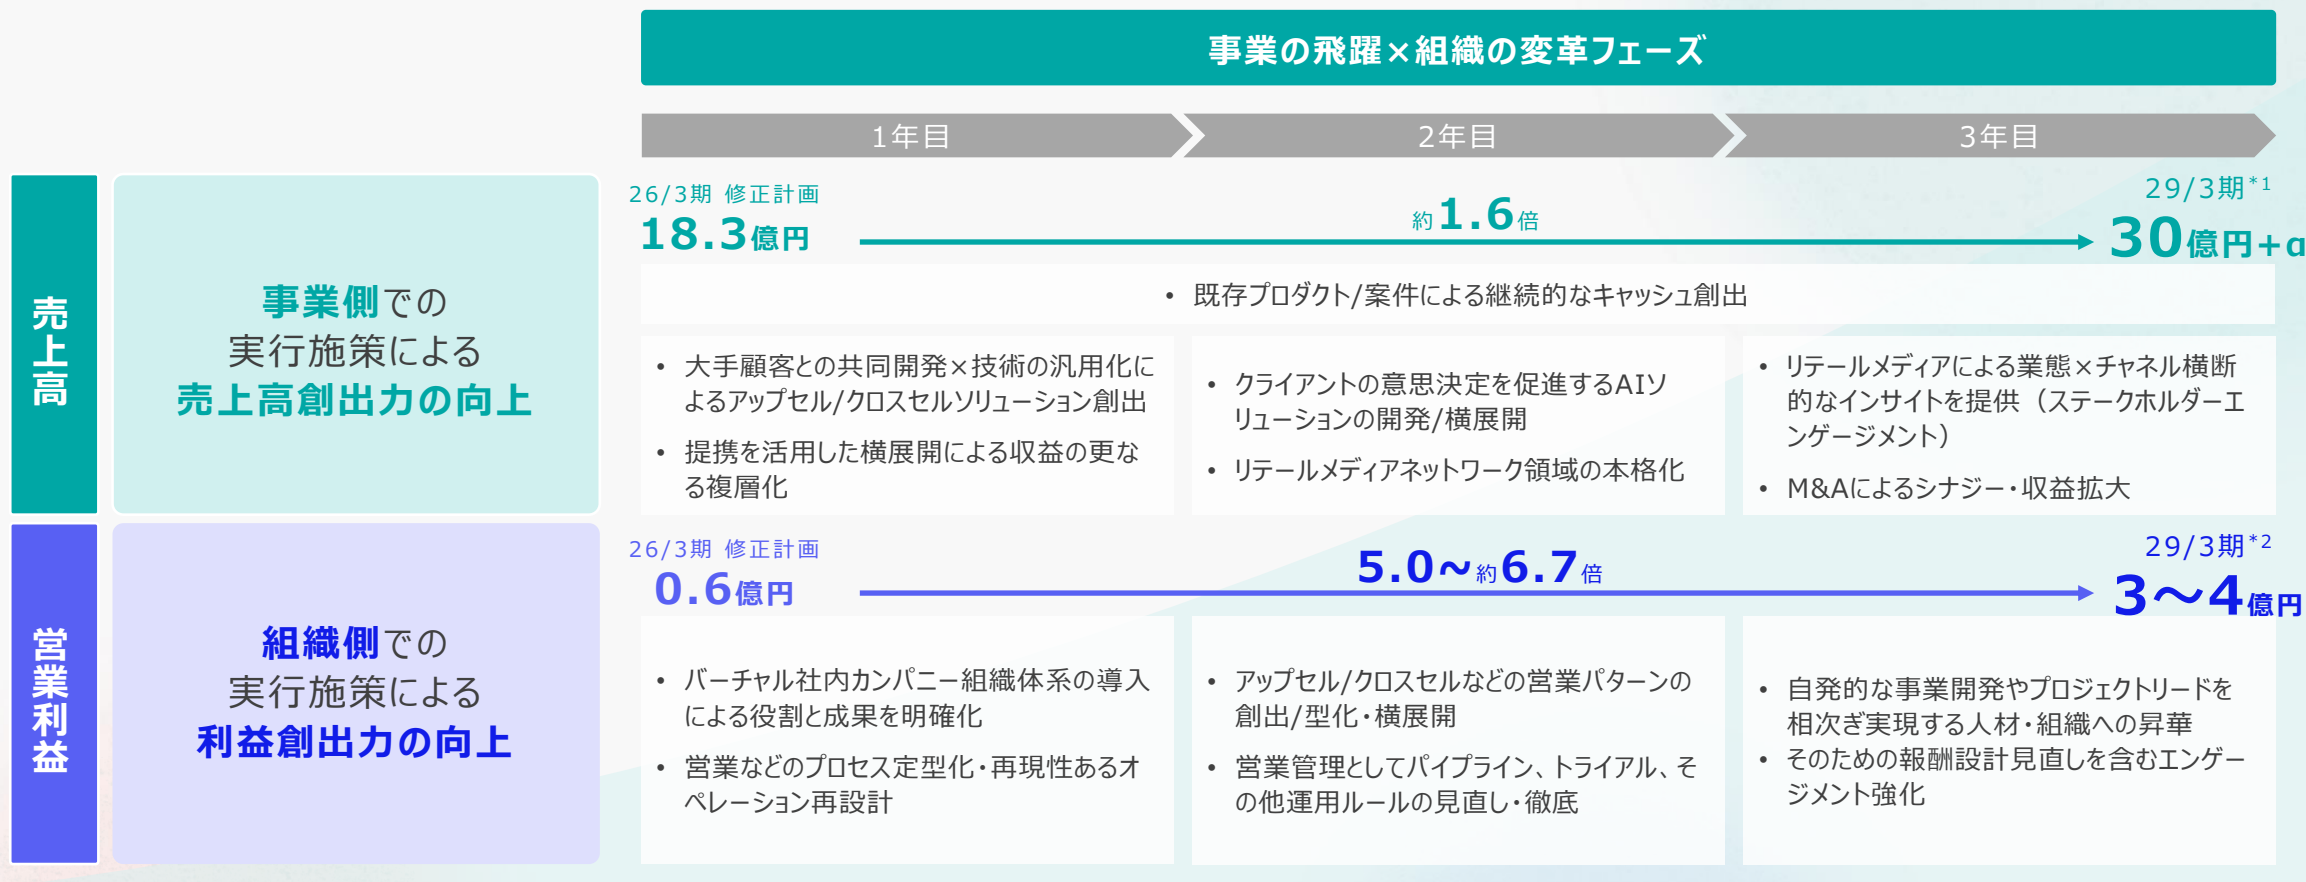 事業の飛躍×組織の変革フェーズ
1年目
2年目
3年目
売上高
事業側での
実行施策による
売上高創出力の向上
26/3期 修正計画
18.3億円
約1.6倍
29/3期*1
30億円+α
• 既存プロダクト/案件による継続的なキャッシュ創出
• 大手顧客との共同開発×技術の汎用化に
よるアップセル/クロスセルソリューション創出
• 提携を活用した横展開による収益の更な
る複層化
• クライアントの意思決定を促進するAIソ
リューションの開発/横展開
• リテールメディアネットワーク領域の本格化
• リテールメディアによる業態×チャネル横断
的なインサイトを提供（ステークホルダーエ
ンゲージメント）
• M&Aによるシナジー・収益拡大
営業利益
組織側での
実行施策による
利益創出力の向上
26/3期 修正計画
0.6億円
5.0～約6.7倍
29/3期*2
3～4億円
• バーチャル社内カンパニー組織体系の導入
による役割と成果を明確化
• 営業などのプロセス定型化・再現性あるオ
ペレーション再設計
• アップセル/クロスセルなどの営業パターンの
創出/型化・横展開
• 営業管理としてパイプライン、トライアル、そ
の他運用ルールの見直し・徹底
• 自発的な事業開発やプロジェクトリードを
相次ぎ実現する人材・組織への昇華
• そのための報酬設計見直しを含むエンゲー
ジメント強化